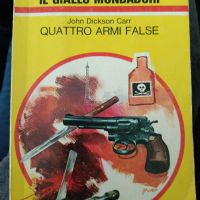 IL GIALLO MONDADORI
John Dickson Carr
QUATTRO ARMI FALSE